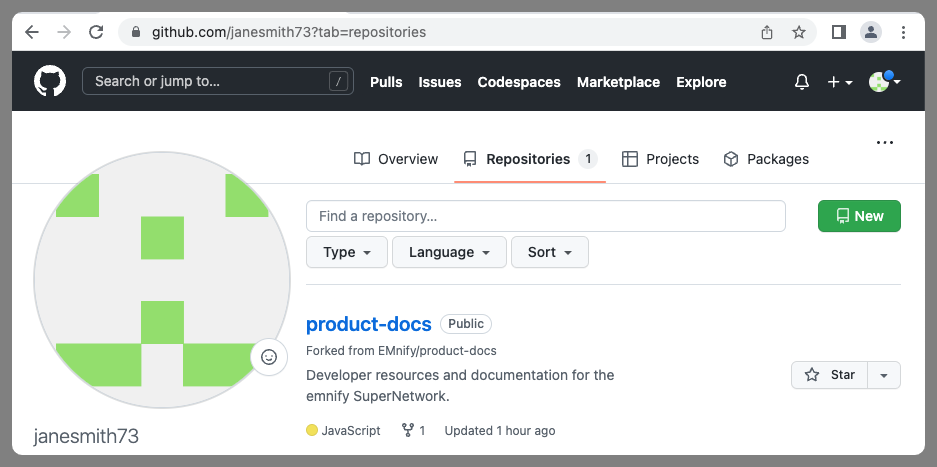 github.com/janesmith73?tab=repositories
Search or jump to... / Pulls Issues Codespaces Marketplace Explore
Overview Repositories 1 Projects Packages
Find a repository... New
Type Language Sort
product-docs Public
Forked from EMnify/product-docs
Developer resources and documentation for the
emnify SuperNetwork.
Star
JavaScript 1 Updated 1 hour ago
janesmith73